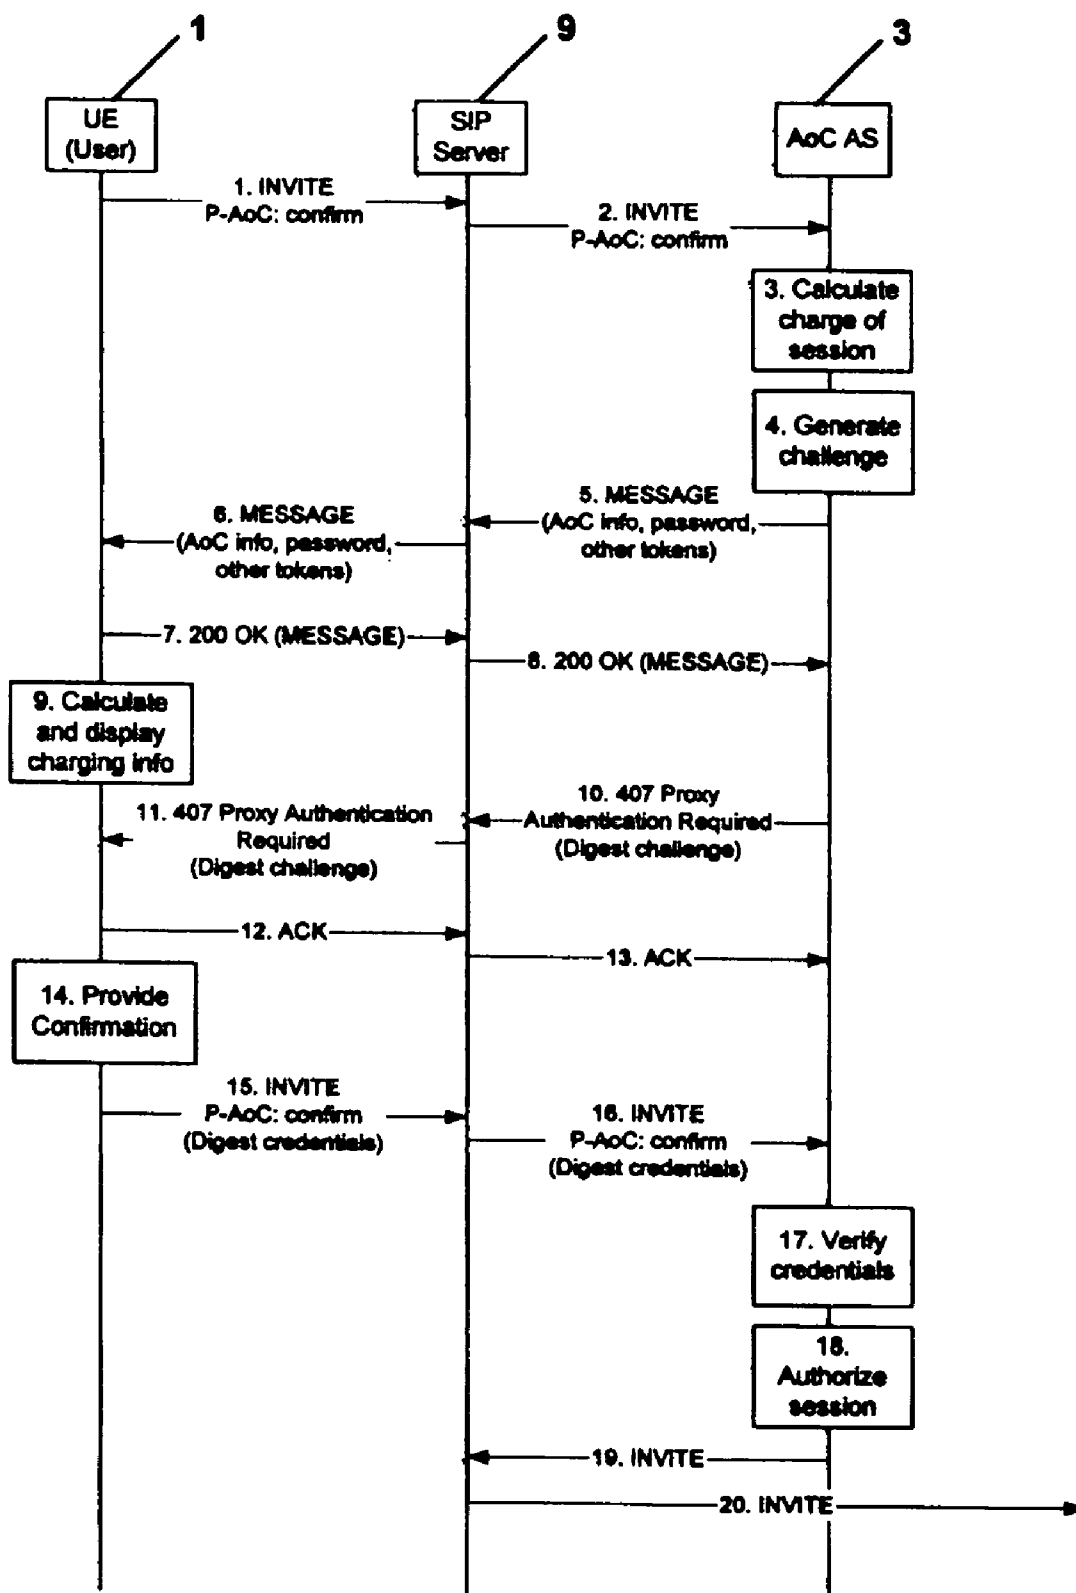 1
9
3
UE
(User)
SIP
Server
AoC AS
1. INVITE
P-AoC: confirm
2. INVITE
P-AoC: confirm
3. Calculate
charge of
session
4. Generate
challenge
5. MESSAGE
(AoC info, password,
other tokens)
6. MESSAGE
(AoC info, password,
other tokens)
7. 200 OK (MESSAGE)
8. 200 OK (MESSAGE)
9. Calculate
and display
charging info
10. 407 Proxy
Authentication Required
(Digest challenge)
11. 407 Proxy Authentication
Required
(Digest challenge)
12. ACK
13. ACK
14. Provide
Confirmation
15. INVITE
P-AoC: confirm
(Digest credentials)
16. INVITE
P-AoC: confirm
(Digest credentials)
17. Verify
credentials
18.
Authorize
session
19. INVITE
20. INVITE